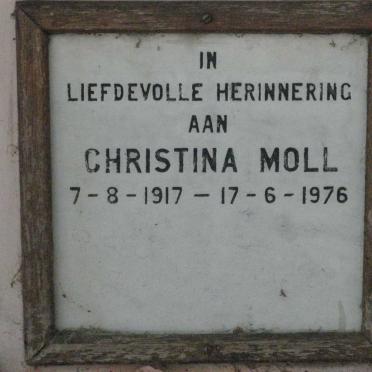 IN
LIEFDEVOLLE HERINNERING
AAN
CHRISTINA MOLL
7-8-1917 — 17-6-1976